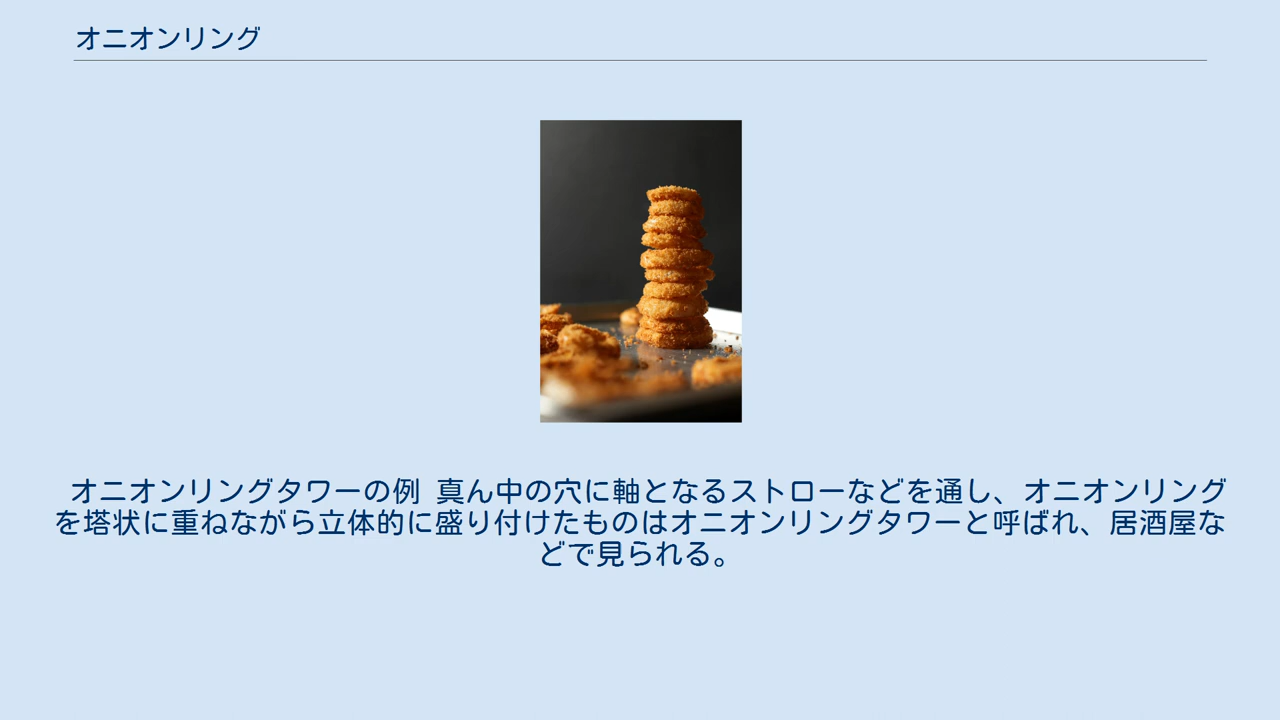 オニオンリング
オニオンリングタワーの例 真ん中の穴に軸となるストローなどを通し、オニオンリング
を塔状に重ねながら立体的に盛り付けたものはオニオンリングタワーと呼ばれ、居酒屋な
どで見られる。